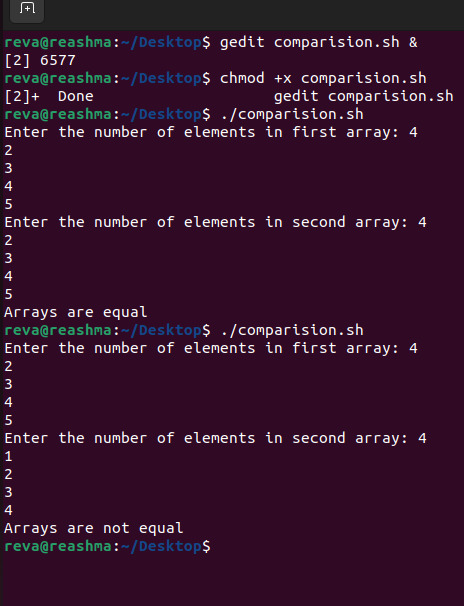 reva@reashma:~/Desktop$ gedit comparision.sh &
[2] 6577
reva@reashma:~/Desktop$ chmod +x comparision.sh
[2]+  Done                    gedit comparision.sh
reva@reashma:~/Desktop$ ./comparision.sh
Enter the number of elements in first array: 4
2
3
4
5
Enter the number of elements in second array: 4
2
3
4
5
Arrays are equal
reva@reashma:~/Desktop$ ./comparision.sh
Enter the number of elements in first array: 4
2
3
4
5
Enter the number of elements in second array: 4
1
2
3
4
Arrays are not equal
reva@reashma:~/Desktop$